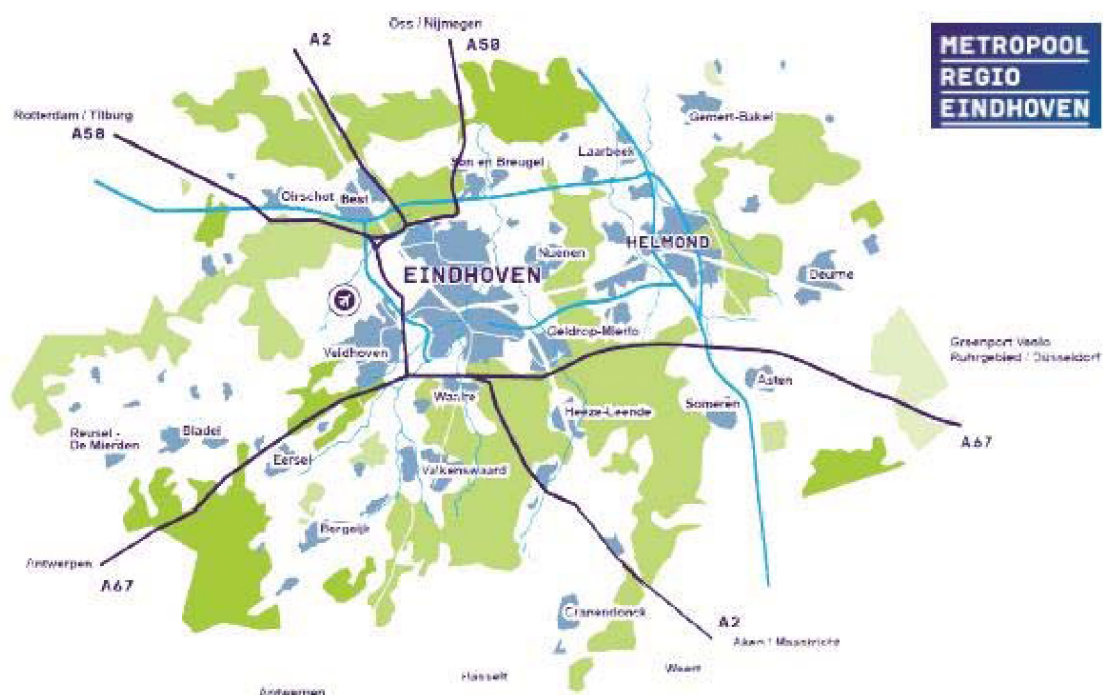 Oss / Nijmegen
A2
A50
METROPOOL
REGIO
EINDHOVEN
Rotterdam / Tilburg
A58
Gemert-Bakel
Laarbeek
Son en Breugel
Oirschot
Best
HELMOND
Nuenen
EINDHOVEN
Deurne
Geldrop-Mierlo
Veldhoven
Greenport Venlo
Ruhrgebied / Düsseldorf
Asten
Waalre
Someren
Heeze-Leende
Reusel -
De Mierden
Bladel
A67
Eersel
Valkenswaard
Bergeijk
Antwerpen
A67
Cranendonck
A2
Aken / Maastricht
Weert
Hasselt
Antwerpen